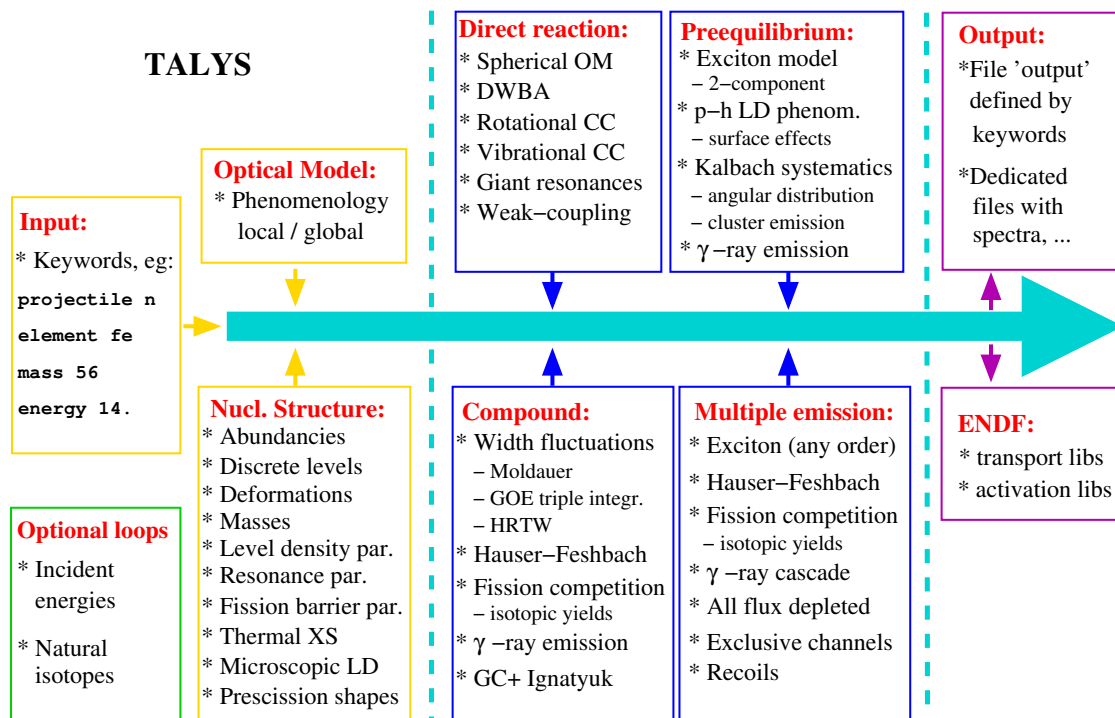 TALYS
Input:
* Keywords, eg:
projectile n
element fe
mass 56
energy 14.
Optional loops
* Incident
energies
* Natural
isotopes
Optical Model:
* Phenomenology
local / global
Nucl. Structure:
* Abundancies
* Discrete levels
* Deformations
* Masses
* Level density par.
* Resonance par.
* Fission barrier par.
* Thermal XS
* Microscopic LD
* Prescission shapes
Direct reaction:
* Spherical OM
* DWBA
* Rotational CC
* Vibrational CC
* Giant resonances
* Weak−coupling
Compound:
* Width fluctuations
− Moldauer
− GOE triple integr.
− HRTW
* Hauser−Feshbach
* Fission competition
− isotopic yields
* γ −ray emission
* GC+ Ignatyuk
Preequilibrium:
* Exciton model
− 2−component
* p−h LD phenom.
− surface effects
* Kalbach systematics
− angular distribution
− cluster emission
* γ −ray emission
Multiple emission:
* Exciton (any order)
* Hauser−Feshbach
* Fission competition
− isotopic yields
* γ −ray cascade
* All flux depleted
* Exclusive channels
* Recoils
Output:
*File ’output’
defined by
keywords
*Dedicated
files with
spectra, ...
ENDF:
* transport libs
* activation libs